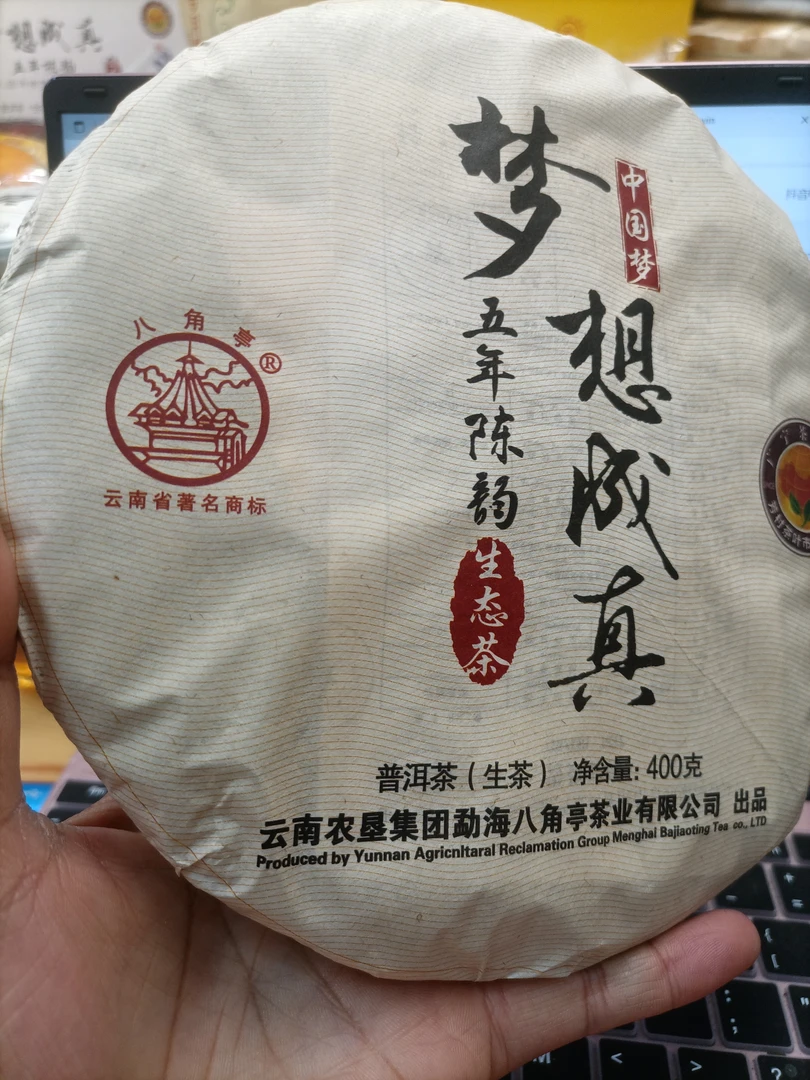 想成真
八角亭®
云南省著名商标
中国梦
梦想成真
五年陈韵
生态茶
普洱茶（生茶） 净含量: 400克
云南农垦集团勐海八角亭茶业有限公司 出品
Produced by Yunnan Agricnltaral Reclamation Group Menghai Bajiaoting Tea co., LTD
M
<
>
?
;
: